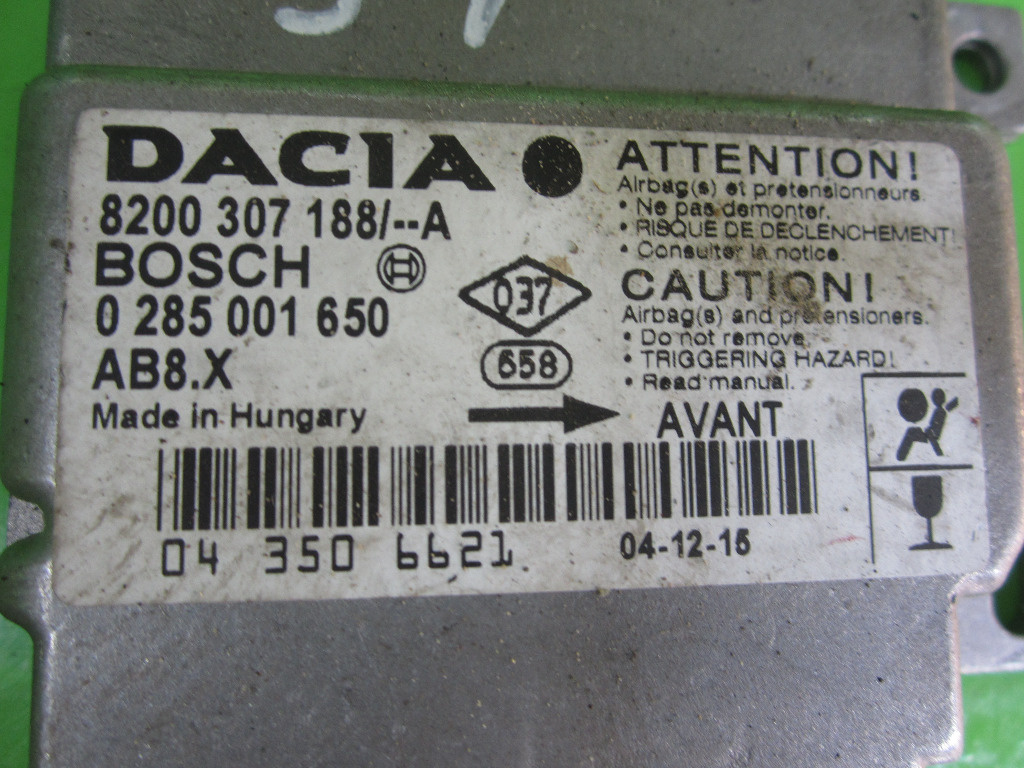 DACIA
8200 307 188/--A
BOSCH
0 285 001 650
AB8.X
Made in Hungary
037
658
ATTENTION!
Airbag(s) et pretensionneurs.
• Ne pas demonter.
• RISQUE DE DECLENCHEMENT!
• Consulter la notice.
CAUTION!
Airbag(s) and pretensioners.
• Do not remove.
• TRIGGERING HAZARD!
• Read manual.
AVANT
04 350 6621
04-12-15